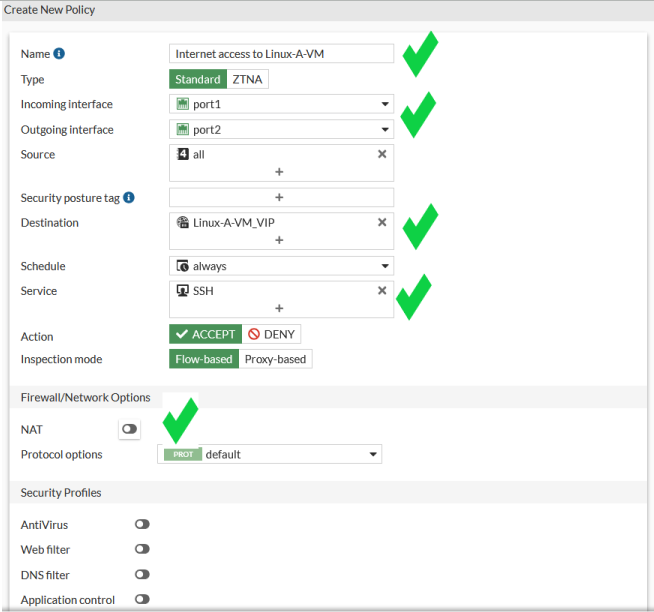 Create New Policy
Name
Internet access to Linux-A-VM
Type
Standard ZTNA
Incoming interface
port1
Outgoing interface
port2
Source
4 all
+
Security posture tag
+
Destination
Linux-A-VM_VIP
+
Schedule
always
Service
SSH
+
Action
ACCEPT DENY
Inspection mode
Flow-based Proxy-based
Firewall/Network Options
NAT
Protocol options
PROT default
Security Profiles
AntiVirus
Web filter
DNS filter
Application control